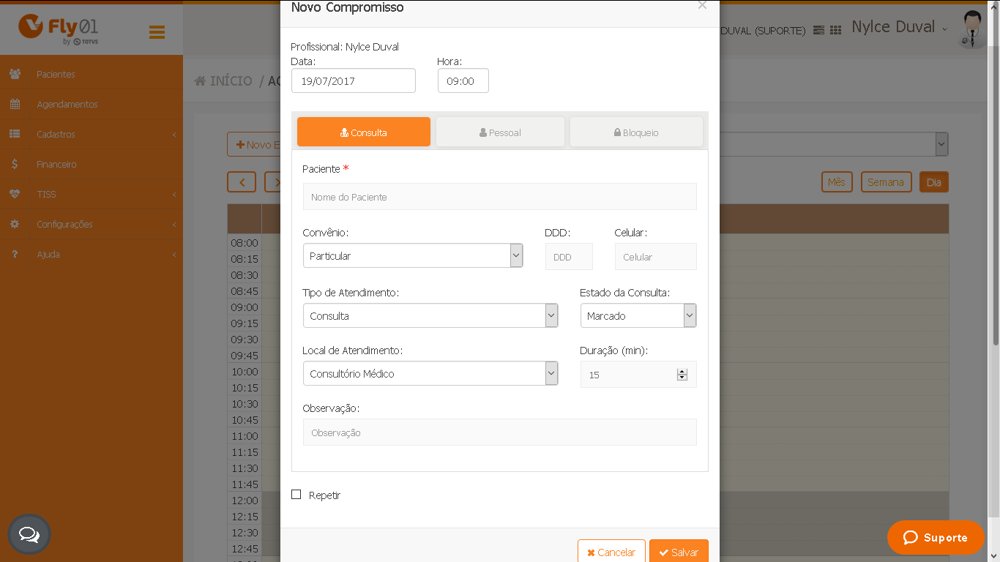 Novo Compromisso
×
Fly01
by TOTVS
DUVAL (SUPORTE)
Nylce Duval
Pacientes
Agendamentos
Cadastros
Financeiro
TISS
Configurações
Ajuda
INÍCIO /
Novo
Mês
Semana
Dia
08:00
08:15
08:30
08:45
09:00
09:15
09:30
09:45
10:00
10:15
10:30
10:45
11:00
11:15
11:30
11:45
12:00
12:15
12:30
12:45
Profissional: Nylce Duval
Data:
Hora:
19/07/2017
09:00
Consulta
Pessoal
Bloqueio
Paciente *
Nome do Paciente
Convênio:
DDD:
Celular:
Particular
DDD
Celular
Tipo de Atendimento:
Estado da Consulta:
Consulta
Marcado
Local de Atendimento:
Duração (min):
Consultório Médico
15
Observação:
Observação
Repetir
Cancelar
Salvar
Suporte